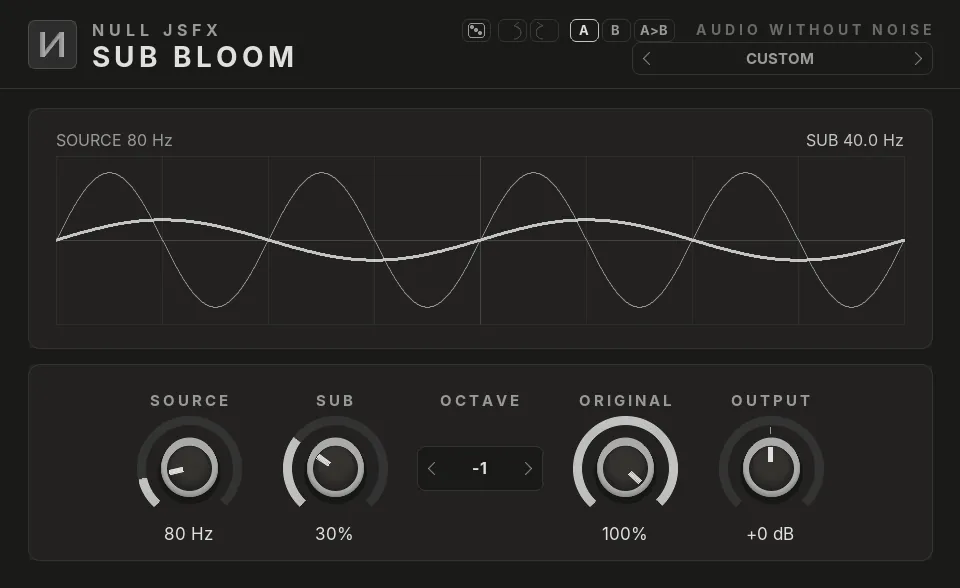 NULL JSFX
SUB BLOOM
A B A>B
AUDIO WITHOUT NOISE
CUSTOM
SOURCE 80 Hz
SUB 40.0 Hz
SOURCE SUB OCTAVE ORIGINAL OUTPUT
-1
80 Hz 30% 100% +0 dB